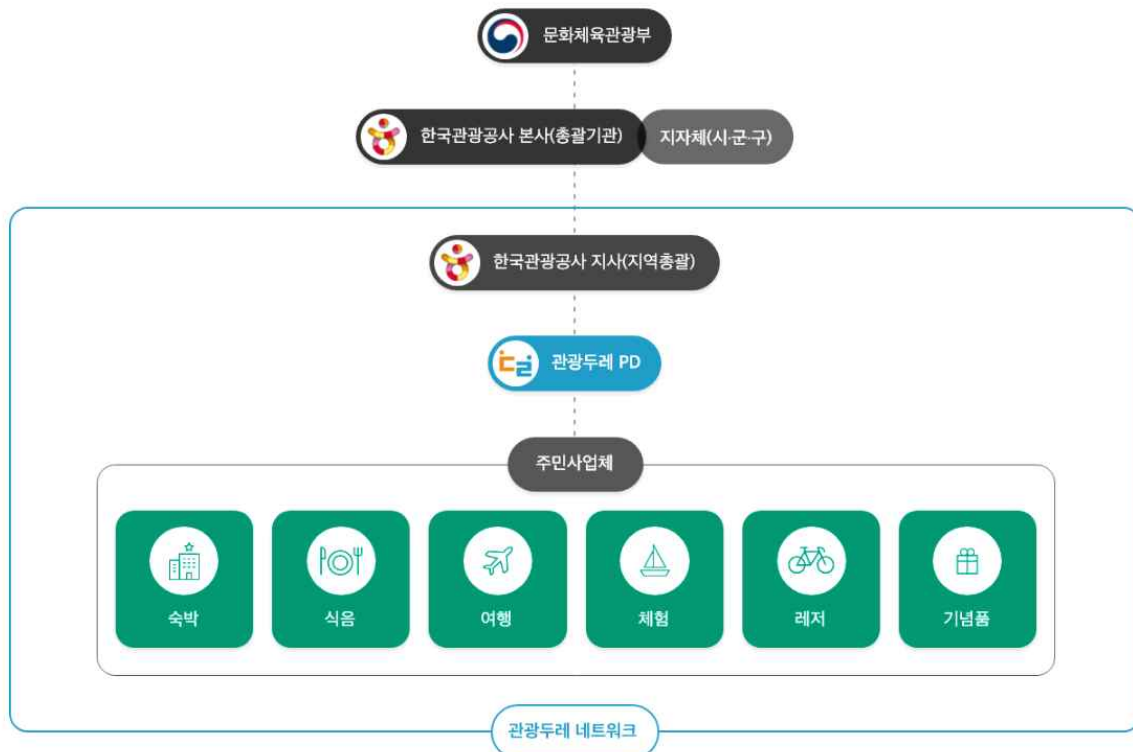 문화체육관광부
한국관광공사 본사(총괄기관)
지자체(시·군·구)
한국관광공사 지사(지역총괄)
관광두레 PD
주민사업체
숙박
식음
여행
체험
레저
기념품
관광두레 네트워크